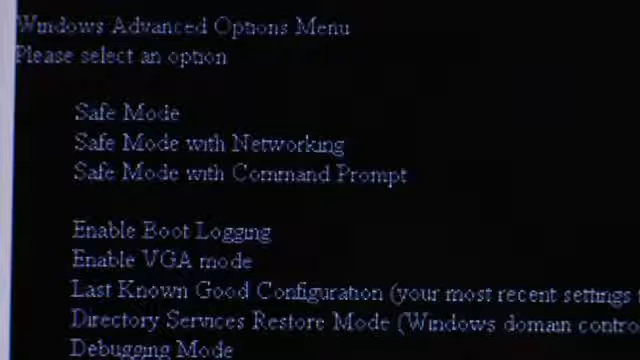 Windows Advanced Options Menu
Please select an option
Safe Mode
Safe Mode with Networking
Safe Mode with Command Prompt
Enable Boot Logging
Enable VGA mode
Last Known Good Configuration (your most recent settings
Directory Services Restore Mode (Windows domain contro
Debugging Mode